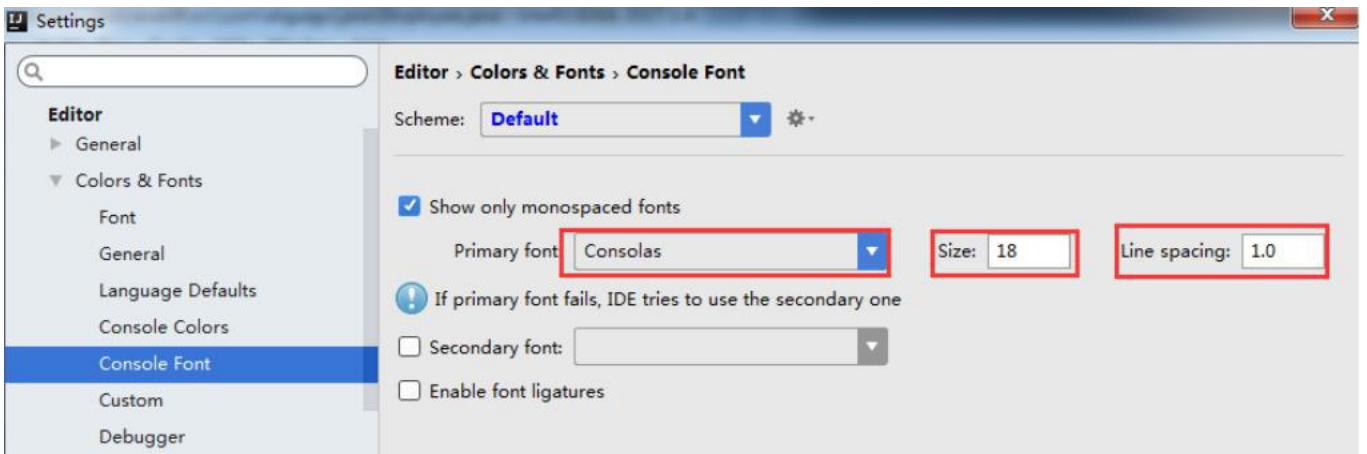 Settings
Editor
General
Colors & Fonts
Font
General
Language Defaults
Console Colors
Console Font
Custom
Debugger
Editor › Colors & Fonts › Console Font
Scheme: Default
Show only monospaced fonts
Primary font Consolas Size: 18 Line spacing: 1.0
If primary font fails, IDE tries to use the secondary one
Secondary font:
Enable font ligatures